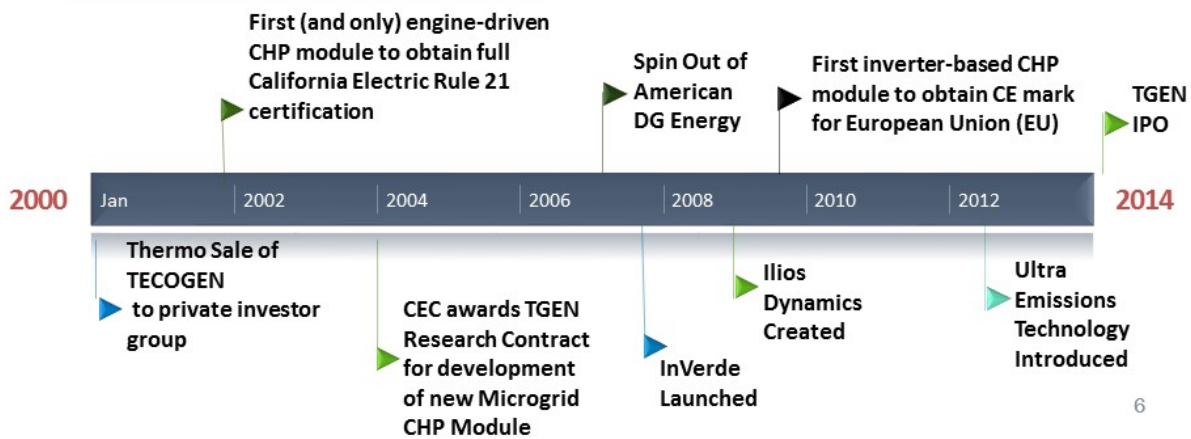 First (and only) engine-driven
CHP module to obtain full
California Electric Rule 21
certification
Spin Out of
American
DG Energy
First inverter-based CHP
module to obtain CE mark
for European Union (EU)
TGEN
IPO
2000
Jan
2002
2004
2006
2008
2010
2012
2014
Thermo Sale of
TECOGEN
to private investor
group
CEC awards TGEN
Research Contract
for development
of new Microgrid
CHP Module
InVerde
Launched
Ilios
Dynamics
Created
Ultra
Emissions
Technology
Introduced
6